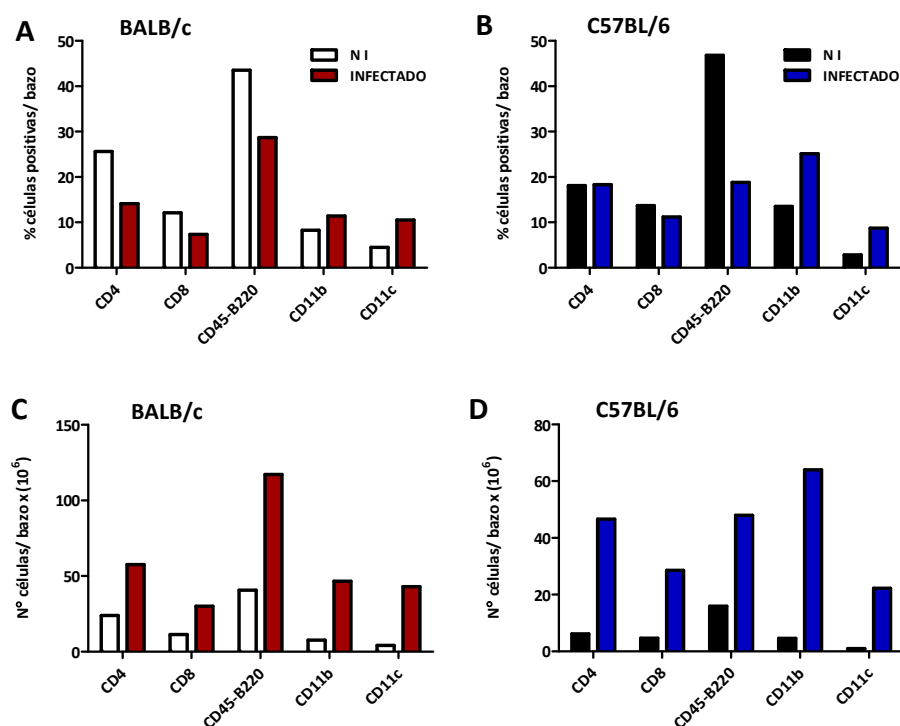 A
BALB/c
% células positivas/ bazo
50
40
30
20
10
0
N I
INFECTADO
CD4
CD8
CD45-B220
CD11b
CD11c
B
C57BL/6
% células positivas/ bazo
50
40
30
20
10
0
N I
INFECTADO
CD4
CD8
CD45-B220
CD11b
CD11c
C
BALB/c
N° células/ bazo x (10⁶)
150
100
50
0
CD4
CD8
CD45-B220
CD11b
CD11c
D
C57BL/6
N° células/ bazo x (10⁶)
80
60
40
20
0
CD4
CD8
CD45-B220
CD11b
CD11c